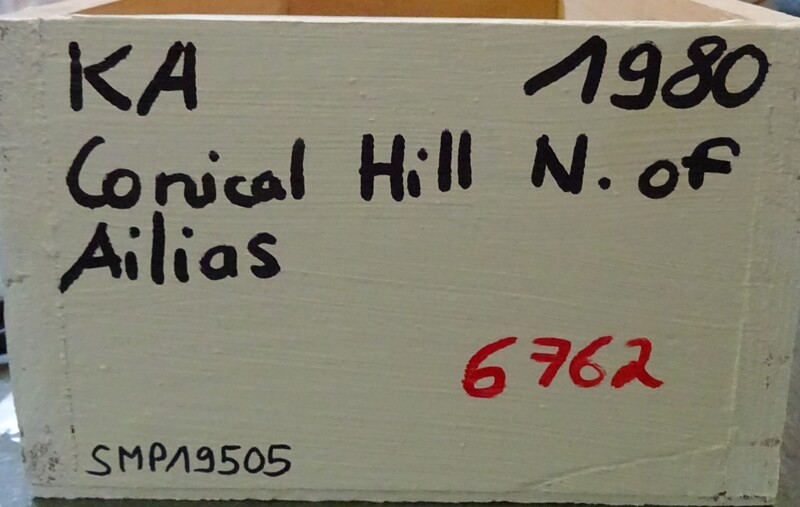 KA 1980
Conical Hill N. of
Ailias
6762
SMP19505